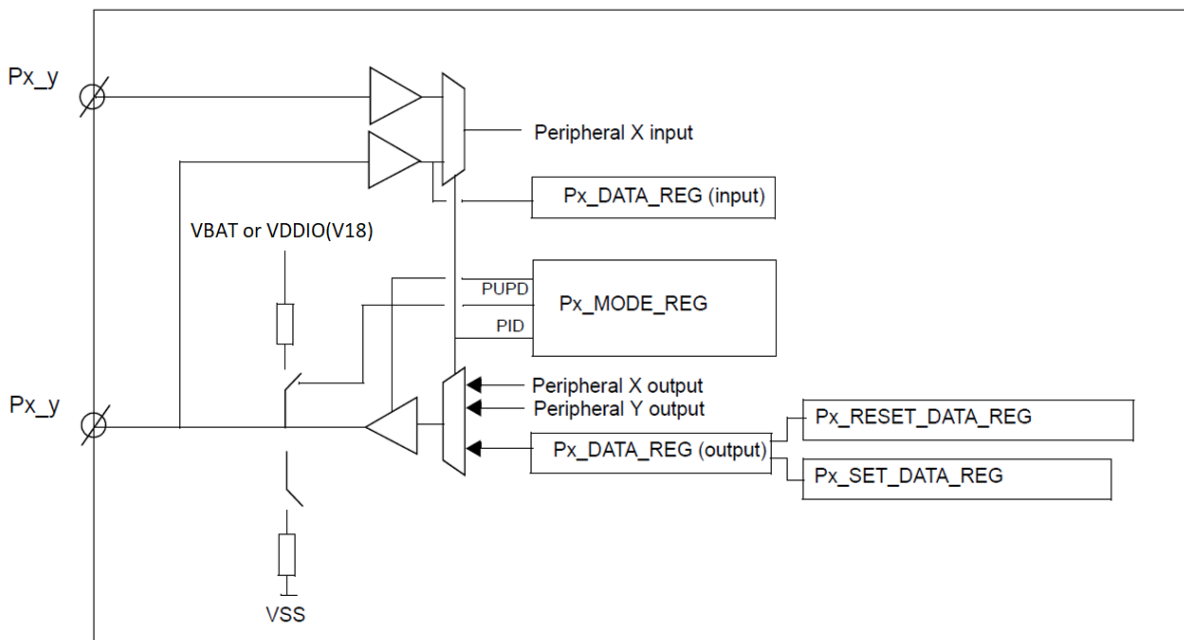 Px_y
Peripheral X input
Px_DATA_REG (input)
VBAT or VDDIO(V18)
PUPD
Px_MODE_REG
PID
Peripheral X output
Px_y
Peripheral Y output
Px_RESET_DATA_REG
Px_DATA_REG (output)
Px_SET_DATA_REG
VSS